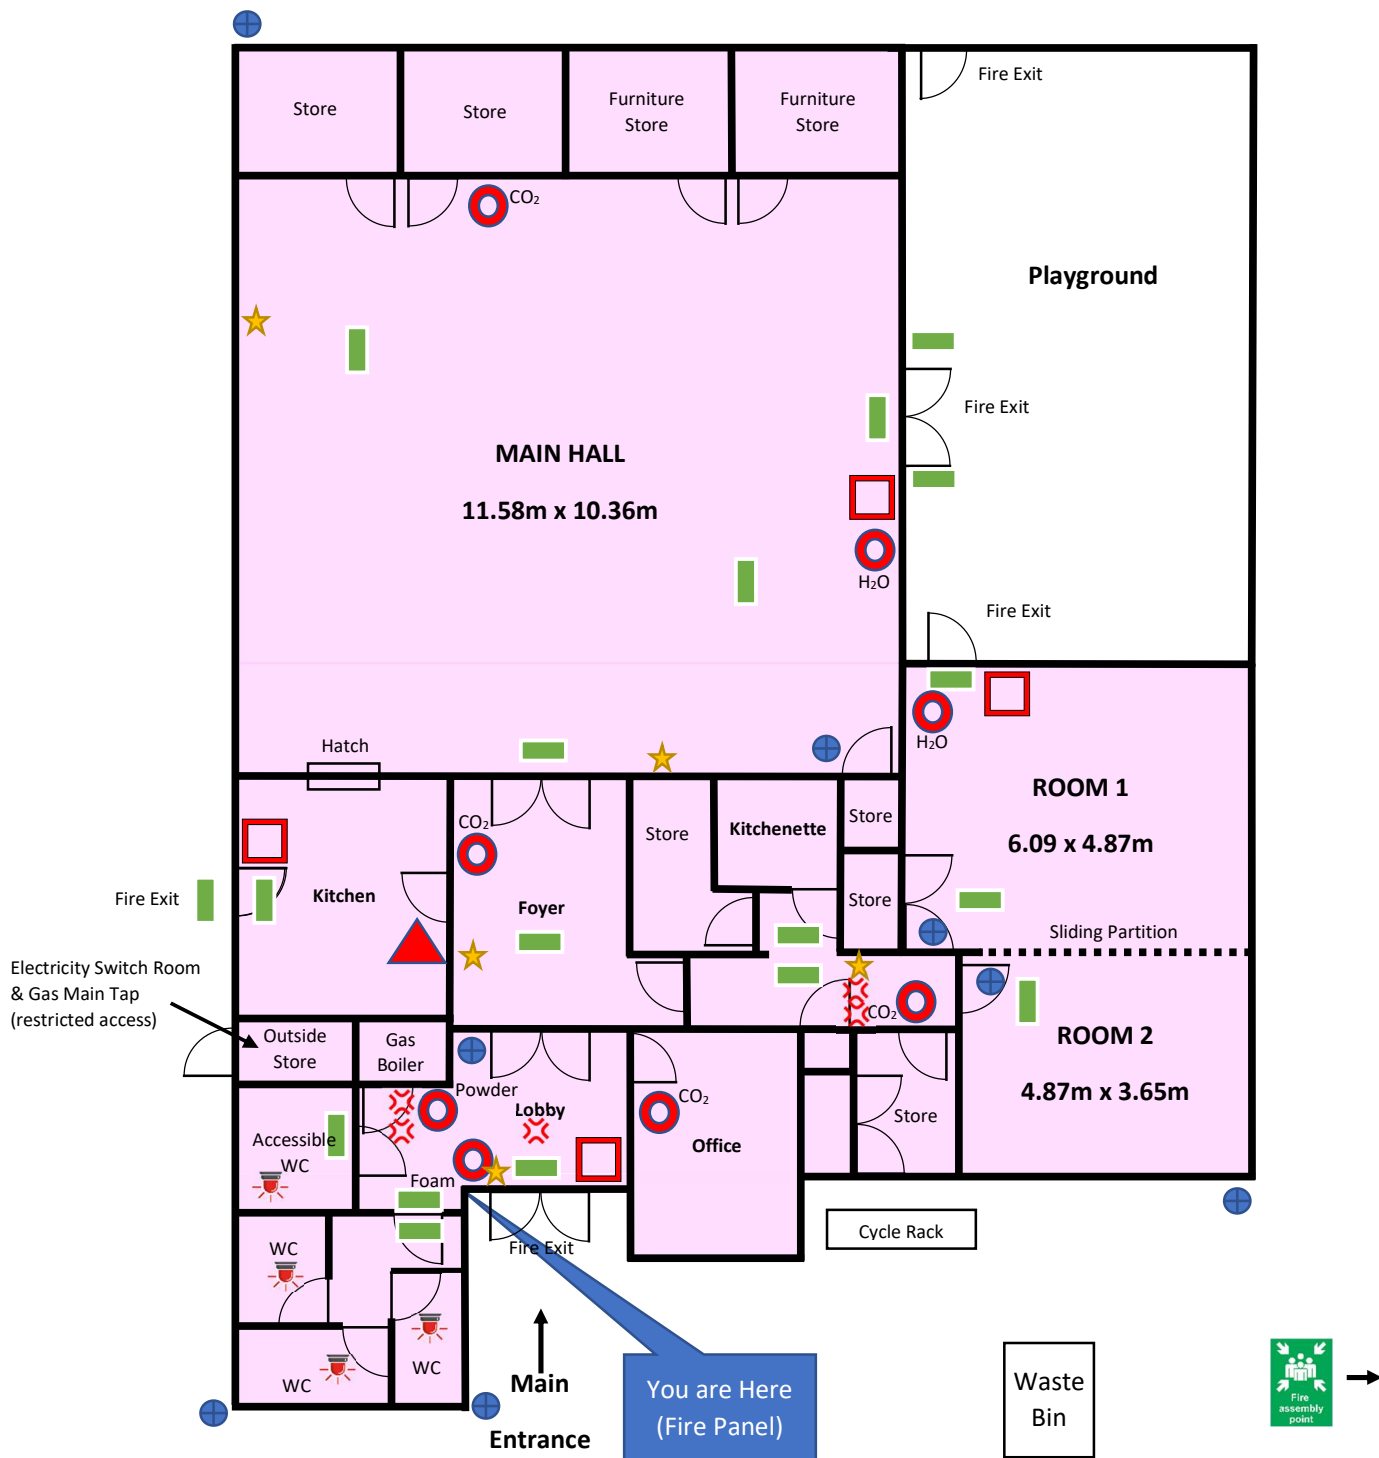 Store
Store
Furniture
Store
Furniture
Store
Fire Exit
CO₂
Playground
Fire Exit
MAIN HALL
11.58m x 10.36m
H₂O
Fire Exit
H₂O
Hatch
ROOM 1
6.09 x 4.87m
CO₂
Store
Kitchenette
Store
Kitchen
Fire Exit
Foyer
Store
Sliding Partition
Electricity Switch Room
& Gas Main Tap
(restricted access)
CO₂
Outside
Store
Gas
Boiler
ROOM 2
4.87m x 3.65m
Powder
Lobby
CO₂
Office
Store
Accessible
WC
Foam
WC
Fire Exit
Cycle Rack
WC
WC
Main
Entrance
You are Here
(Fire Panel)
Waste
Bin
Fire
assembly
point